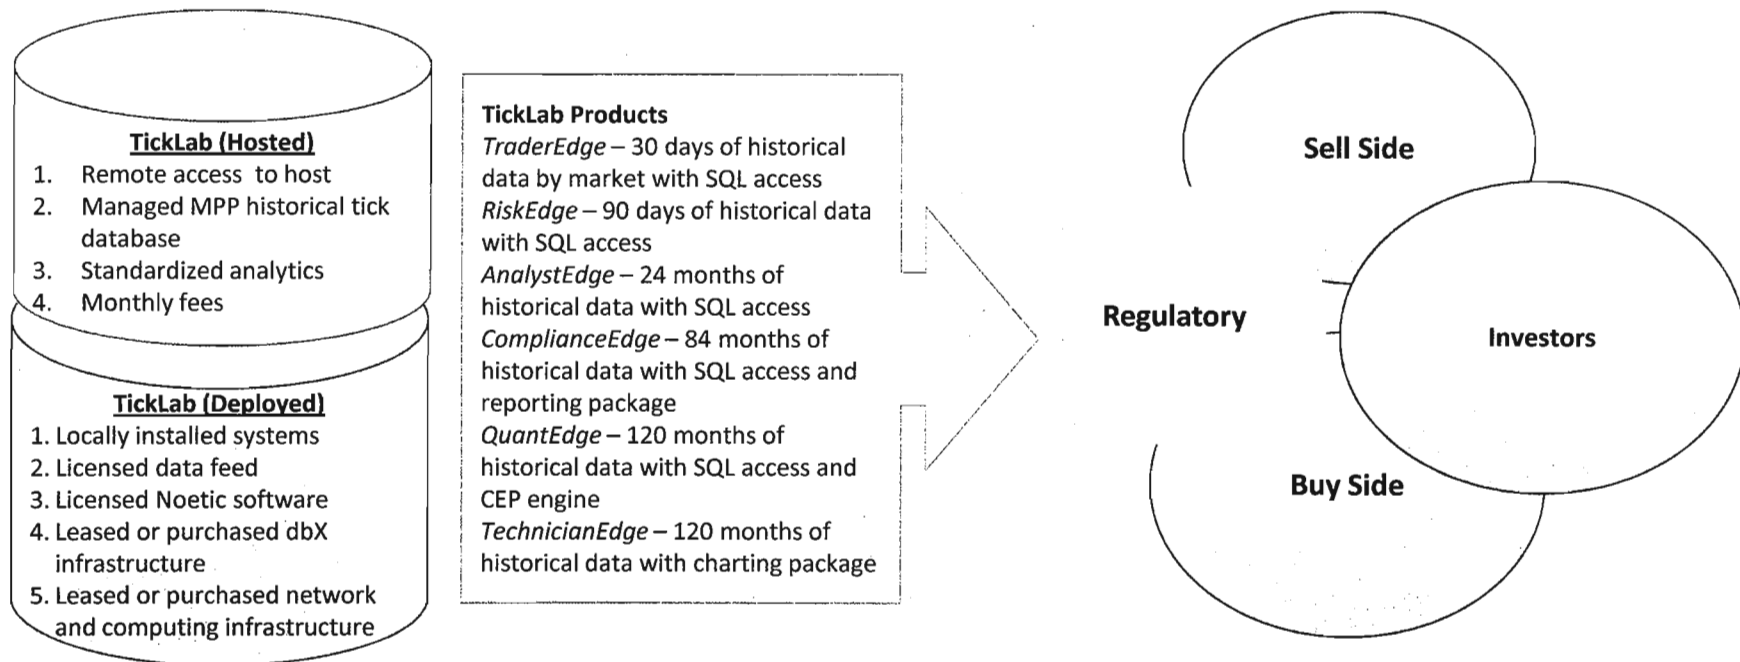 TickLab (Hosted)
1. Remote access to host
2. Managed MPP historical tick
database
3. Standardized analytics
4. Monthly fees
TickLab (Deployed)
1. Locally installed systems
2. Licensed data feed
3. Licensed Noetic software
4. Leased or purchased dbX
infrastructure
5. Leased or purchased network
and computing infrastructure
TickLab Products
TraderEdge – 30 days of historical
data by market with SQL access
RiskEdge – 90 days of historical data
with SQL access
AnalystEdge – 24 months of
historical data with SQL access
ComplianceEdge – 84 months of
historical data with SQL access and
reporting package
QuantEdge – 120 months of
historical data with SQL access and
CEP engine
TechnicianEdge – 120 months of
historical data with charting package
Sell Side
Regulatory
Investors
Buy Side